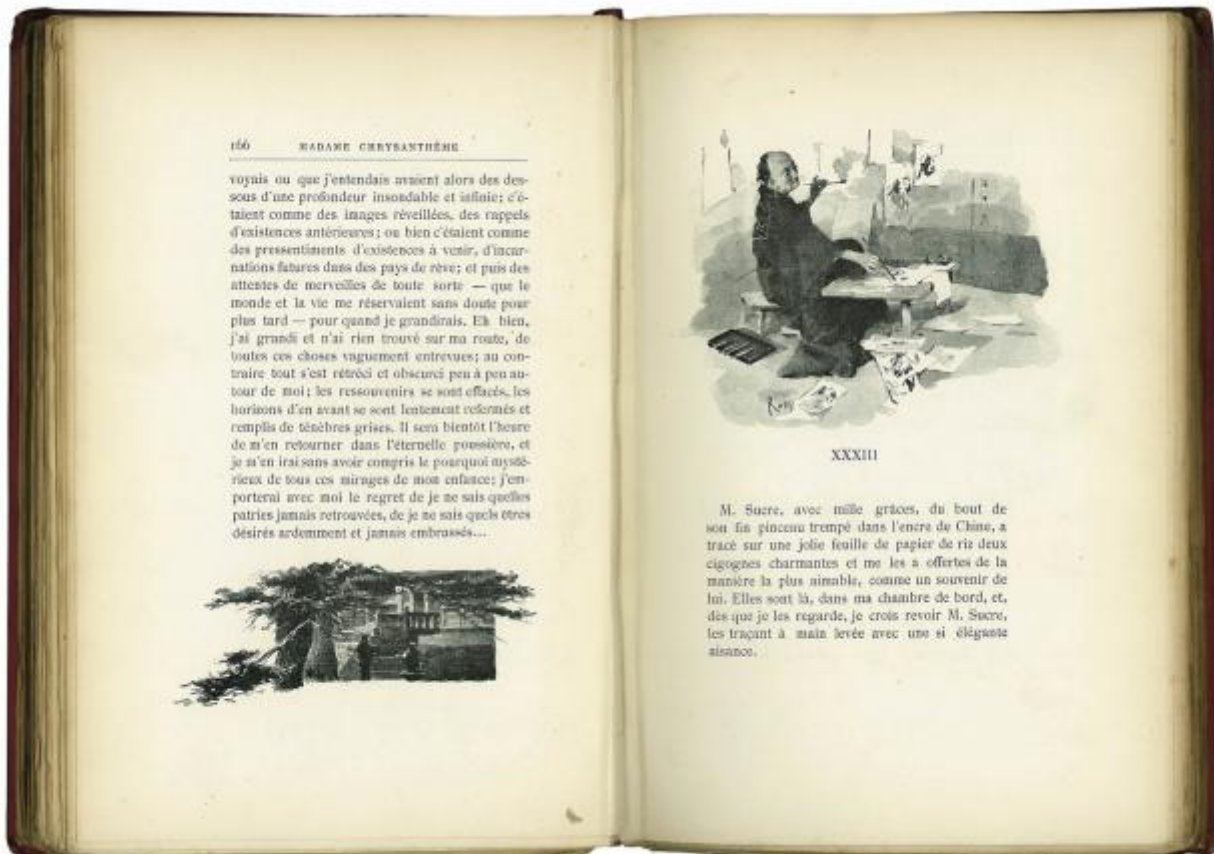 166 MADAME CHRYSANTHÈME
voyais ou que j'entendais avaient alors des des-
sous d'une profondeur insondable et infinie; c'é-
taient comme des images réveillées, des rappels
d'existences antérieures; ou bien c'étaient comme
des pressentiments d'existences à venir, d'incar-
nations futures dans des pays de rêve; et puis des
attentes de merveilles de toute sorte — que le
monde et la vie me réservaient sans doute pour
plus tard — pour quand je grandirais. Eh bien,
j'ai grandi et n'ai rien trouvé sur ma route, de
toutes ces choses vaguement entrevues; au con-
traire tout s'est rétréci et obscurci peu à peu au-
tour de moi; les ressouvenirs se sont effacés, les
horizons d'en avant se sont lentement refermés et
remplis de ténèbres grises. Il sera bientôt l'heure
de m'en retourner dans l'éternelle poussière, et
je m'en irai sans avoir compris le pourquoi mysté-
rieux de tous ces mirages de mon enfance; j'em-
porterai avec moi le regret de je ne sais quelles
patries jamais retrouvées, de je ne sais quels êtres
désirés ardemment et jamais embrassés...
Rossi
XXXIII
M. Sucre, avec mille grâces, du bout de
son fin pinceau trempé dans l'encre de Chine, a
tracé sur une jolie feuille de papier de riz deux
cigognes charmantes et me les a offertes de la
manière la plus aimable, comme un souvenir de
lui. Elles sont là, dans ma chambre de bord, et,
dès que je les regarde, je crois revoir M. Sucre,
les traçant à main levée avec une si élégante
aisance.